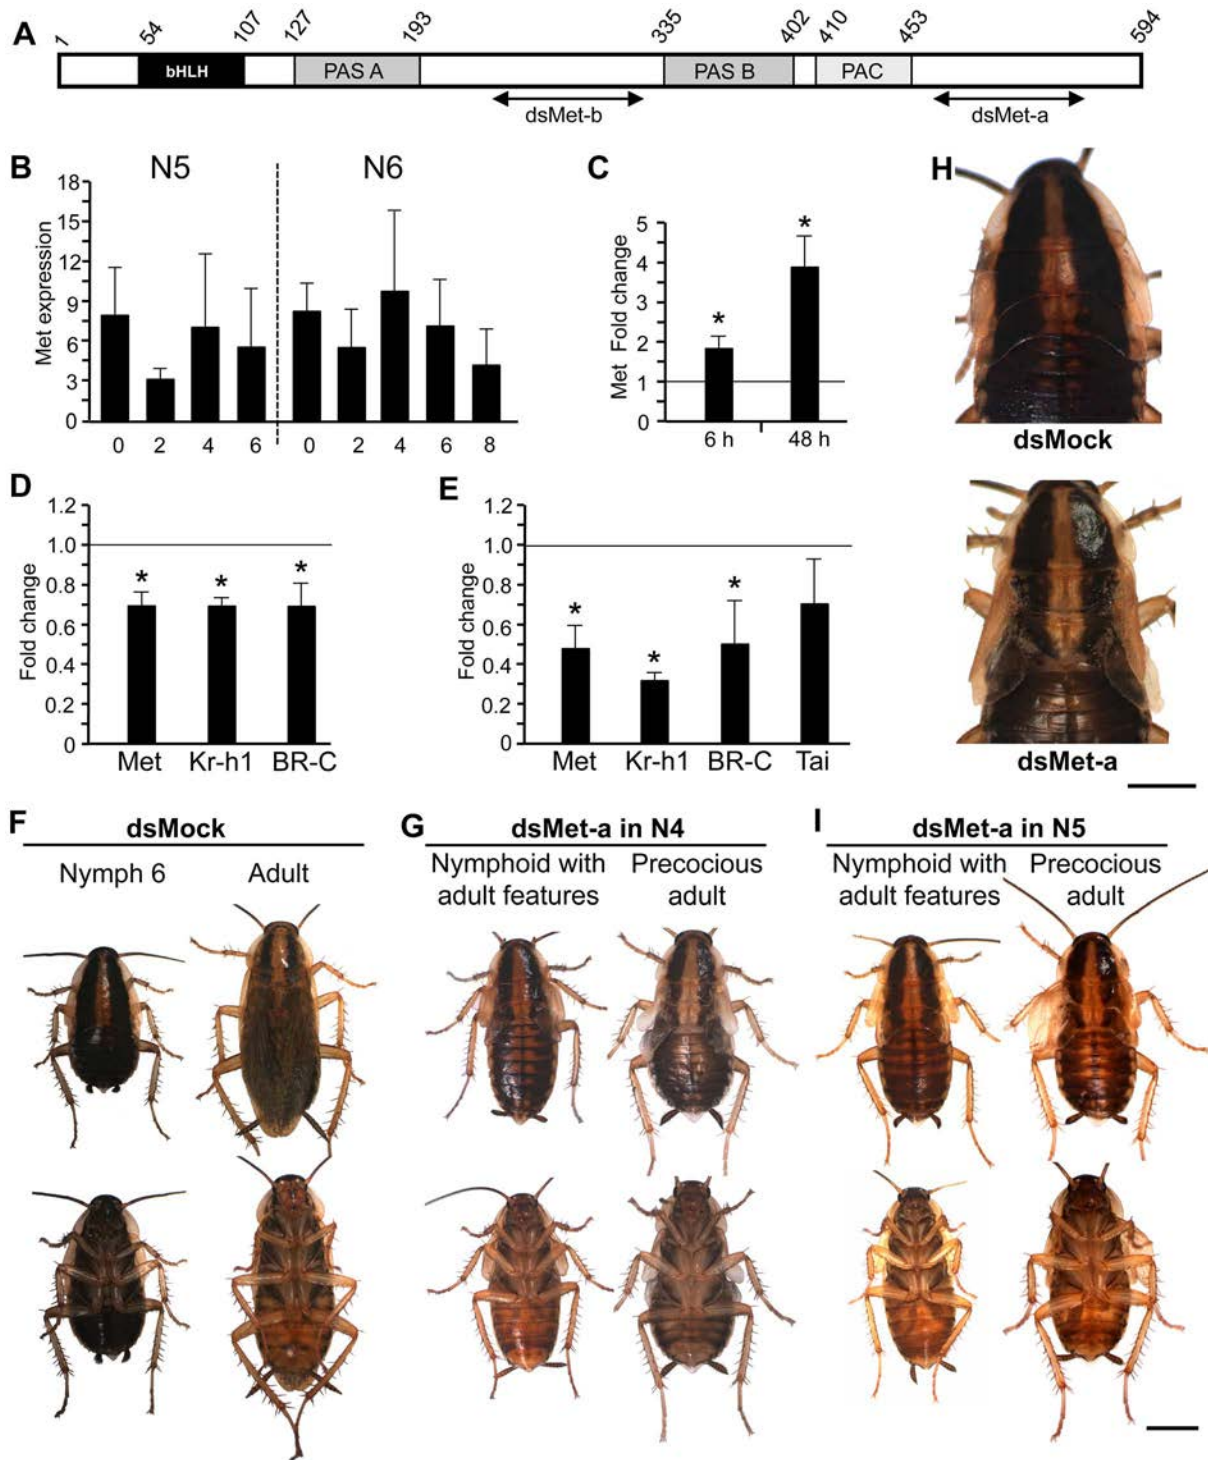 A
1 54 107 127 193 335 402 410 453 594
bHLH PAS A PAS B PAC
dsMet-b dsMet-a
B
N5 N6
Met expression
18
15
12
9
6
3
0
0 2 4 6 0 2 4 6 8
C
Met Fold change
5
4
3
2
1
0
* *
6 h 48 h
H
dsMock
dsMet-a
D
Fold change
1.2
1.0
0.8
0.6
0.4
0.2
0
* * *
Met Kr-h1 BR-C
E
Fold change
1.2
1.0
0.8
0.6
0.4
0.2
0
* * *
Met Kr-h1 BR-C Tai
F
dsMock
Nymph 6 Adult
G
dsMet-a in N4
Nymphoid with Precocious
adult features adult
I
dsMet-a in N5
Nymphoid with Precocious
adult features adult